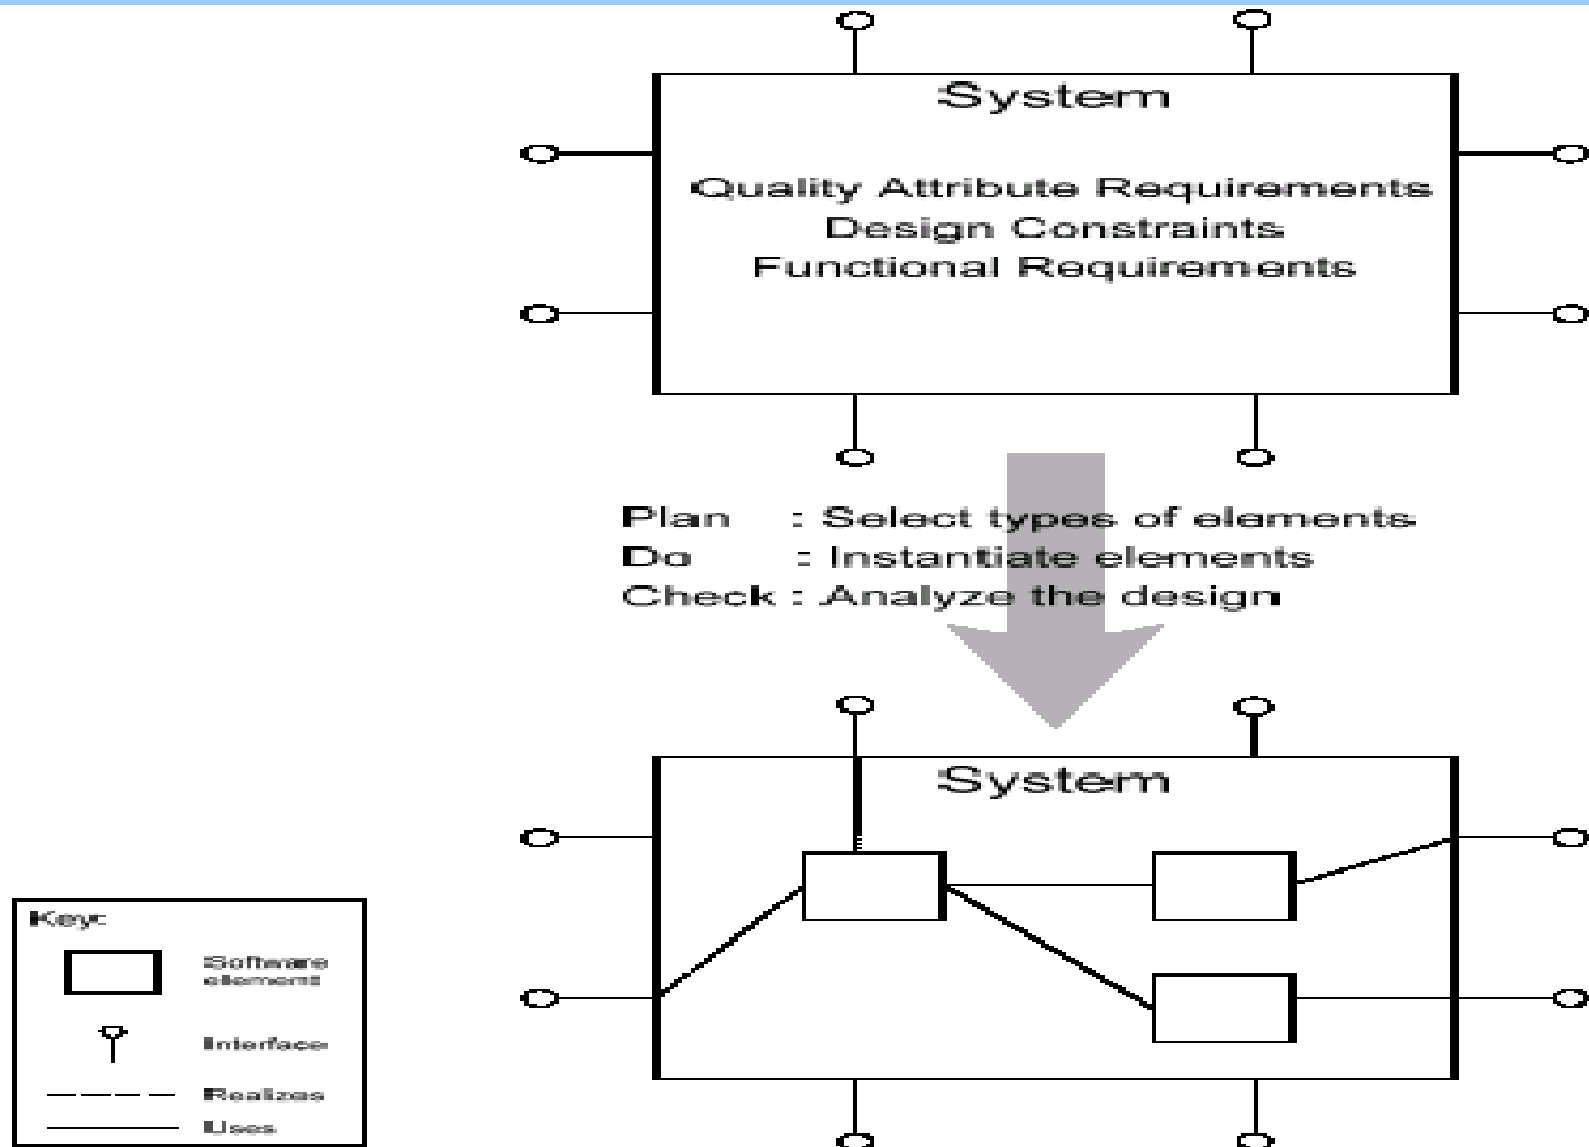 System
Quality Attribute Requirements
Design Constraints
Functional Requirements
Plan : Select types of elements
Do : Instantiate elements
Check : Analyze the design
System
Key:
Software
element
Interface
Realizes
Uses